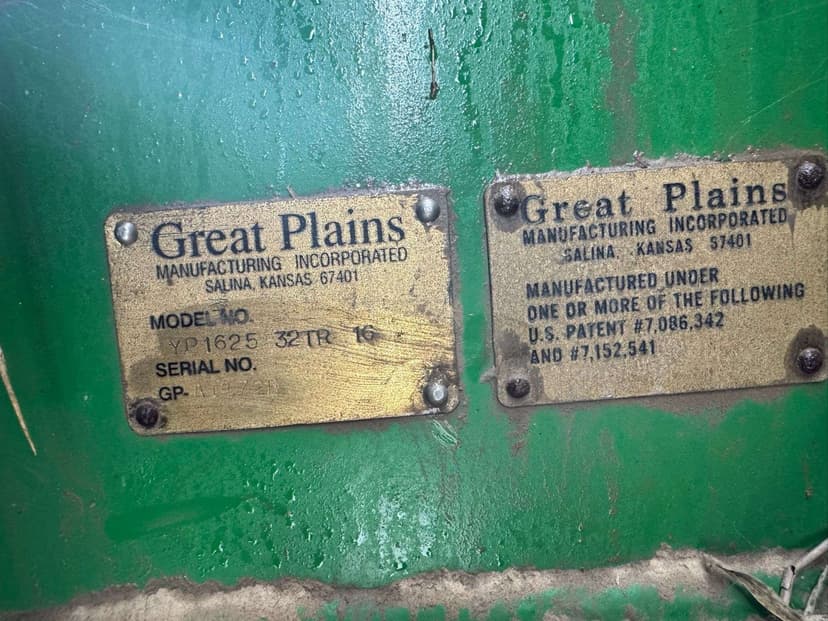 Great Plains
MANUFACTURING INCORPORATED
SALINA, KANSAS 67401
MODEL NO.
YP1625 32TR 16
SERIAL NO.
GP-
Great Plains
MANUFACTURING INCORPORATED
SALINA, KANSAS 67401
MANUFACTURED UNDER
ONE OR MORE OF THE FOLLOWING
U.S. PATENT #7,086,342
AND #7,152,541